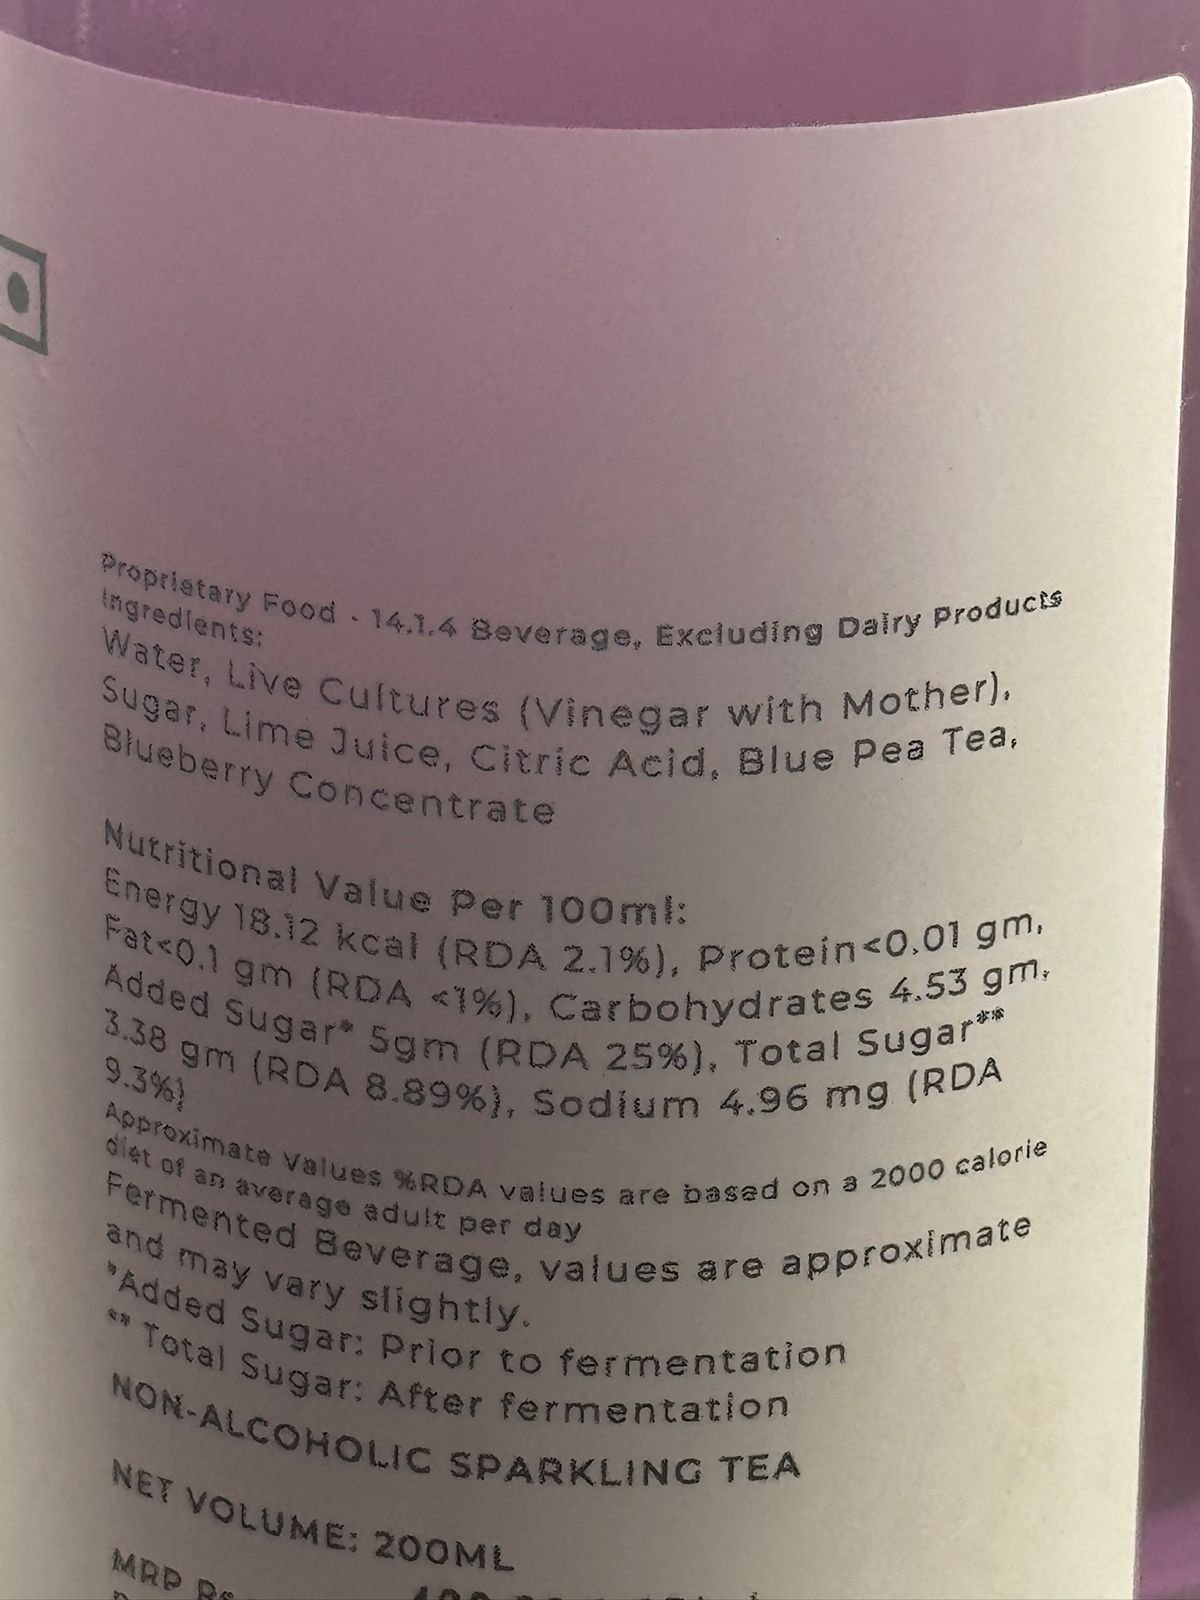 Proprietary Food - 14.1.4 Beverage, Excluding Dairy Products
Ingredients:
Water, Live Cultures (Vinegar with Mother),
Sugar, Lime Juice, Citric Acid, Blue Pea Tea,
Blueberry Concentrate
Nutritional Value Per 100ml:
Energy 18.12 kcal (RDA 2.1%), Protein<0.01 gm,
Fat<0.1 gm (RDA <1%), Carbohydrates 4.53 gm,
Added Sugar* 5gm (RDA 25%), Total Sugar**
3.38 gm (RDA 8.89%), Sodium 4.96 mg (RDA
9.3%)
Approximate Values %RDA values are based on a 2000 calorie
diet of an average adult per day
Fermented Beverage, values are approximate
and may vary slightly.
*Added Sugar: Prior to fermentation
** Total Sugar: After fermentation
NON-ALCOHOLIC SPARKLING TEA
NET VOLUME: 200ML
MRP Rs